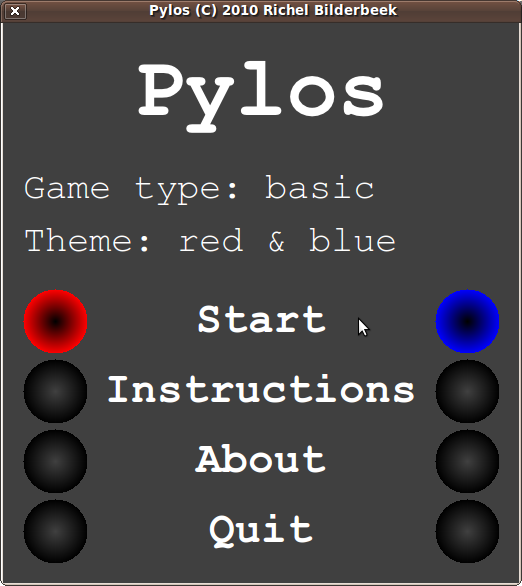 Pylos (C) 2010 Richel Bilderbeek
Pylos
Game type: basic
Theme: red & blue
Start
Instructions
About
Quit